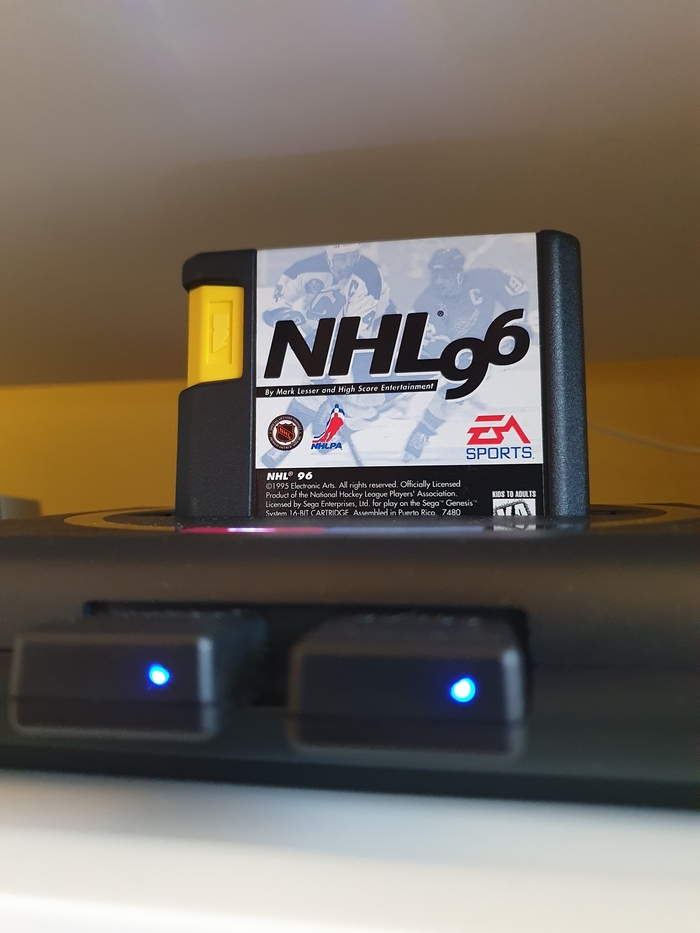 NHL®96
By Mark Lesser and High Score Entertainment
NHL
NHLPA
EA
SPORTS
NHL® 96
©1995 Electronic Arts. All rights reserved. Officially Licensed
Product of the National Hockey League Players' Association.
Licensed by Sega Enterprises, Ltd. for play on the Sega™ Genesis™
System 16-BIT CARTRIDGE. Assembled in Puerto Rico. 7480
KIDS TO ADULTS